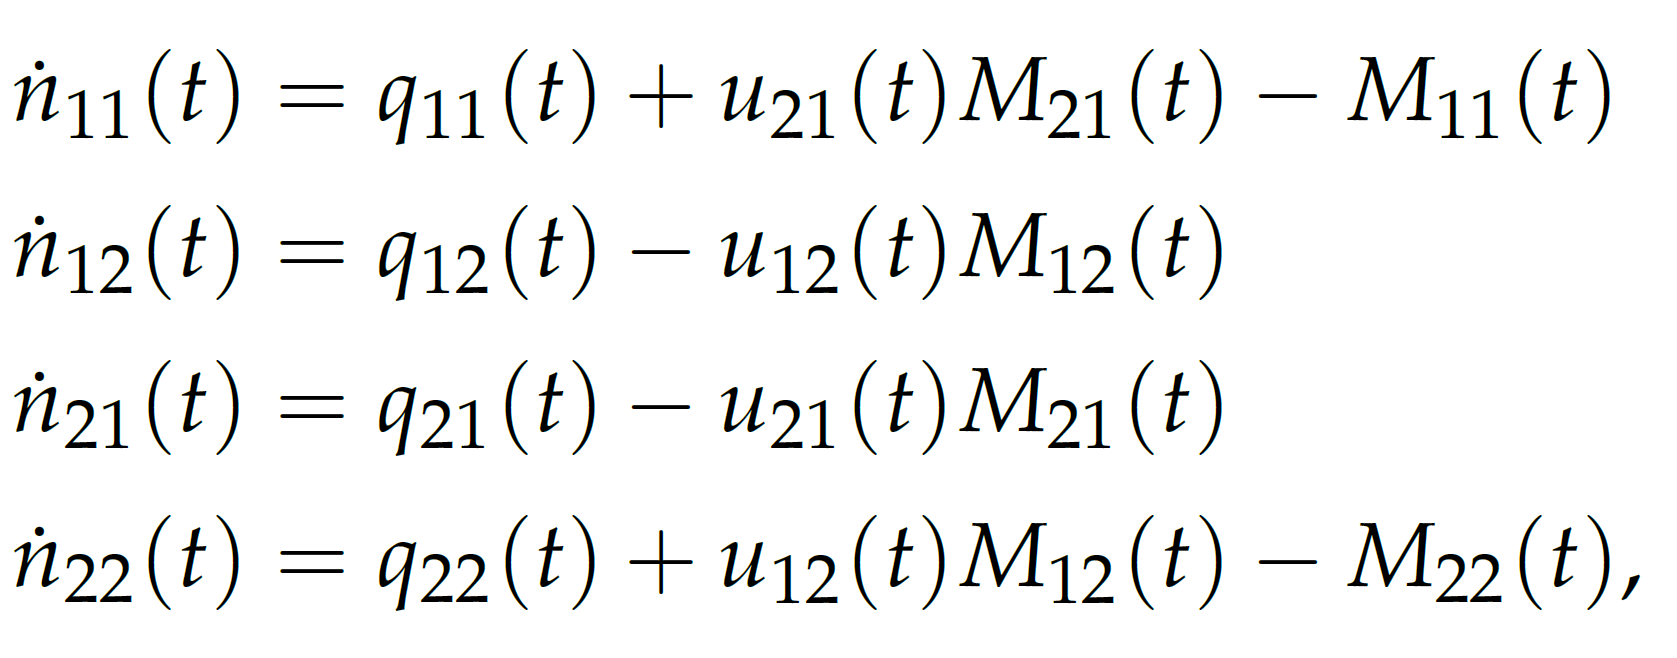 ṅ₁₁(t) = q₁₁(t) + u₂₁(t)M₂₁(t) − M₁₁(t)
ṅ₁₂(t) = q₁₂(t) − u₁₂(t)M₁₂(t)
ṅ₂₁(t) = q₂₁(t) − u₂₁(t)M₂₁(t)
ṅ₂₂(t) = q₂₂(t) + u₁₂(t)M₁₂(t) − M₂₂(t),